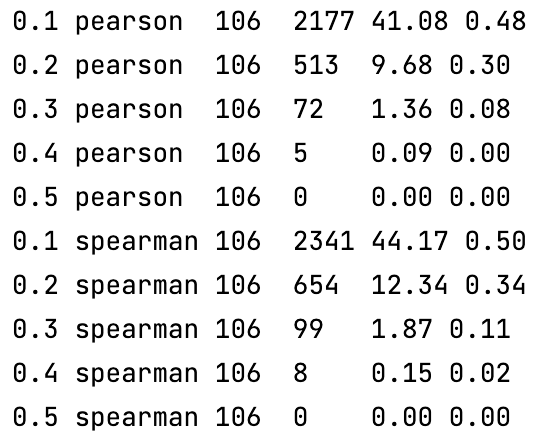 0.1 pearson 106 2177 41.08 0.48
0.2 pearson 106 513 9.68 0.30
0.3 pearson 106 72 1.36 0.08
0.4 pearson 106 5 0.09 0.00
0.5 pearson 106 0 0.00 0.00
0.1 spearman 106 2341 44.17 0.50
0.2 spearman 106 654 12.34 0.34
0.3 spearman 106 99 1.87 0.11
0.4 spearman 106 8 0.15 0.02
0.5 spearman 106 0 0.00 0.00